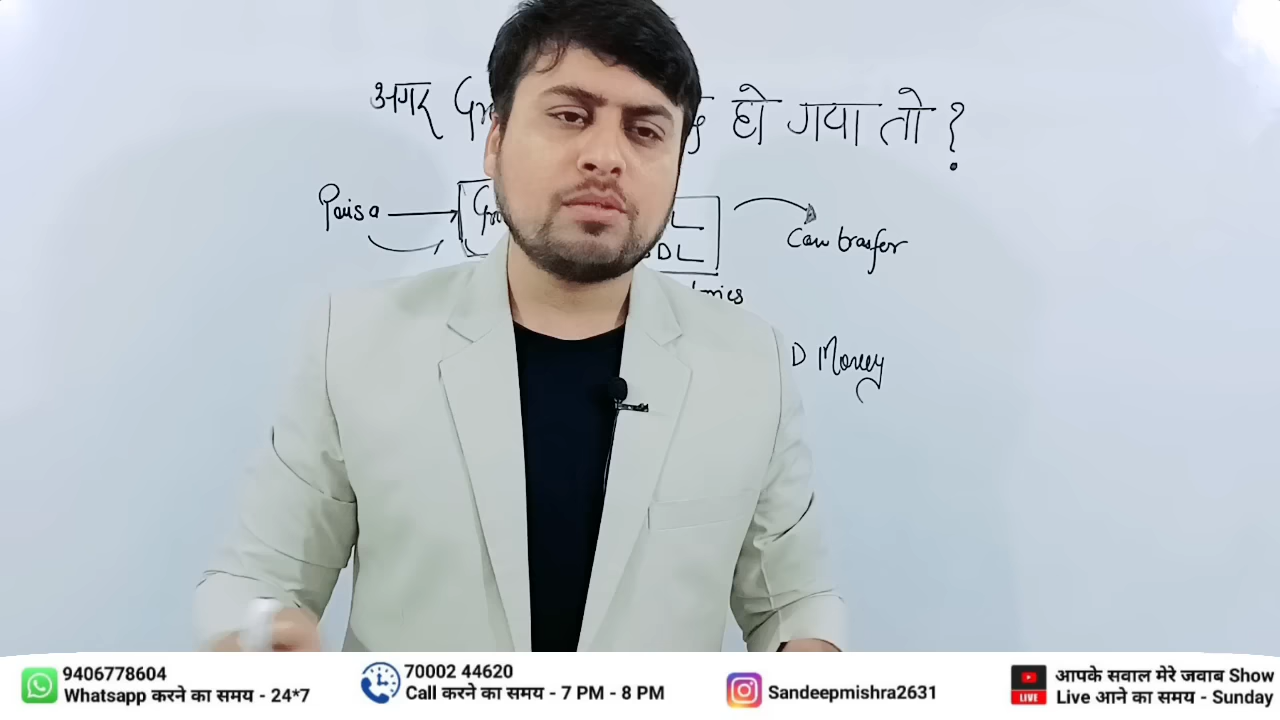 अगर हो गया तो?
Paisa
Can trasfer
D Money
9406778604
Whatsapp करने का समय - 24*7
70002 44620
Call करने का समय - 7 PM - 8 PM
Sandeepmishra2631
LIVE
आपके सवाल मेरे जवाब Show
Live आने का समय - Sunday